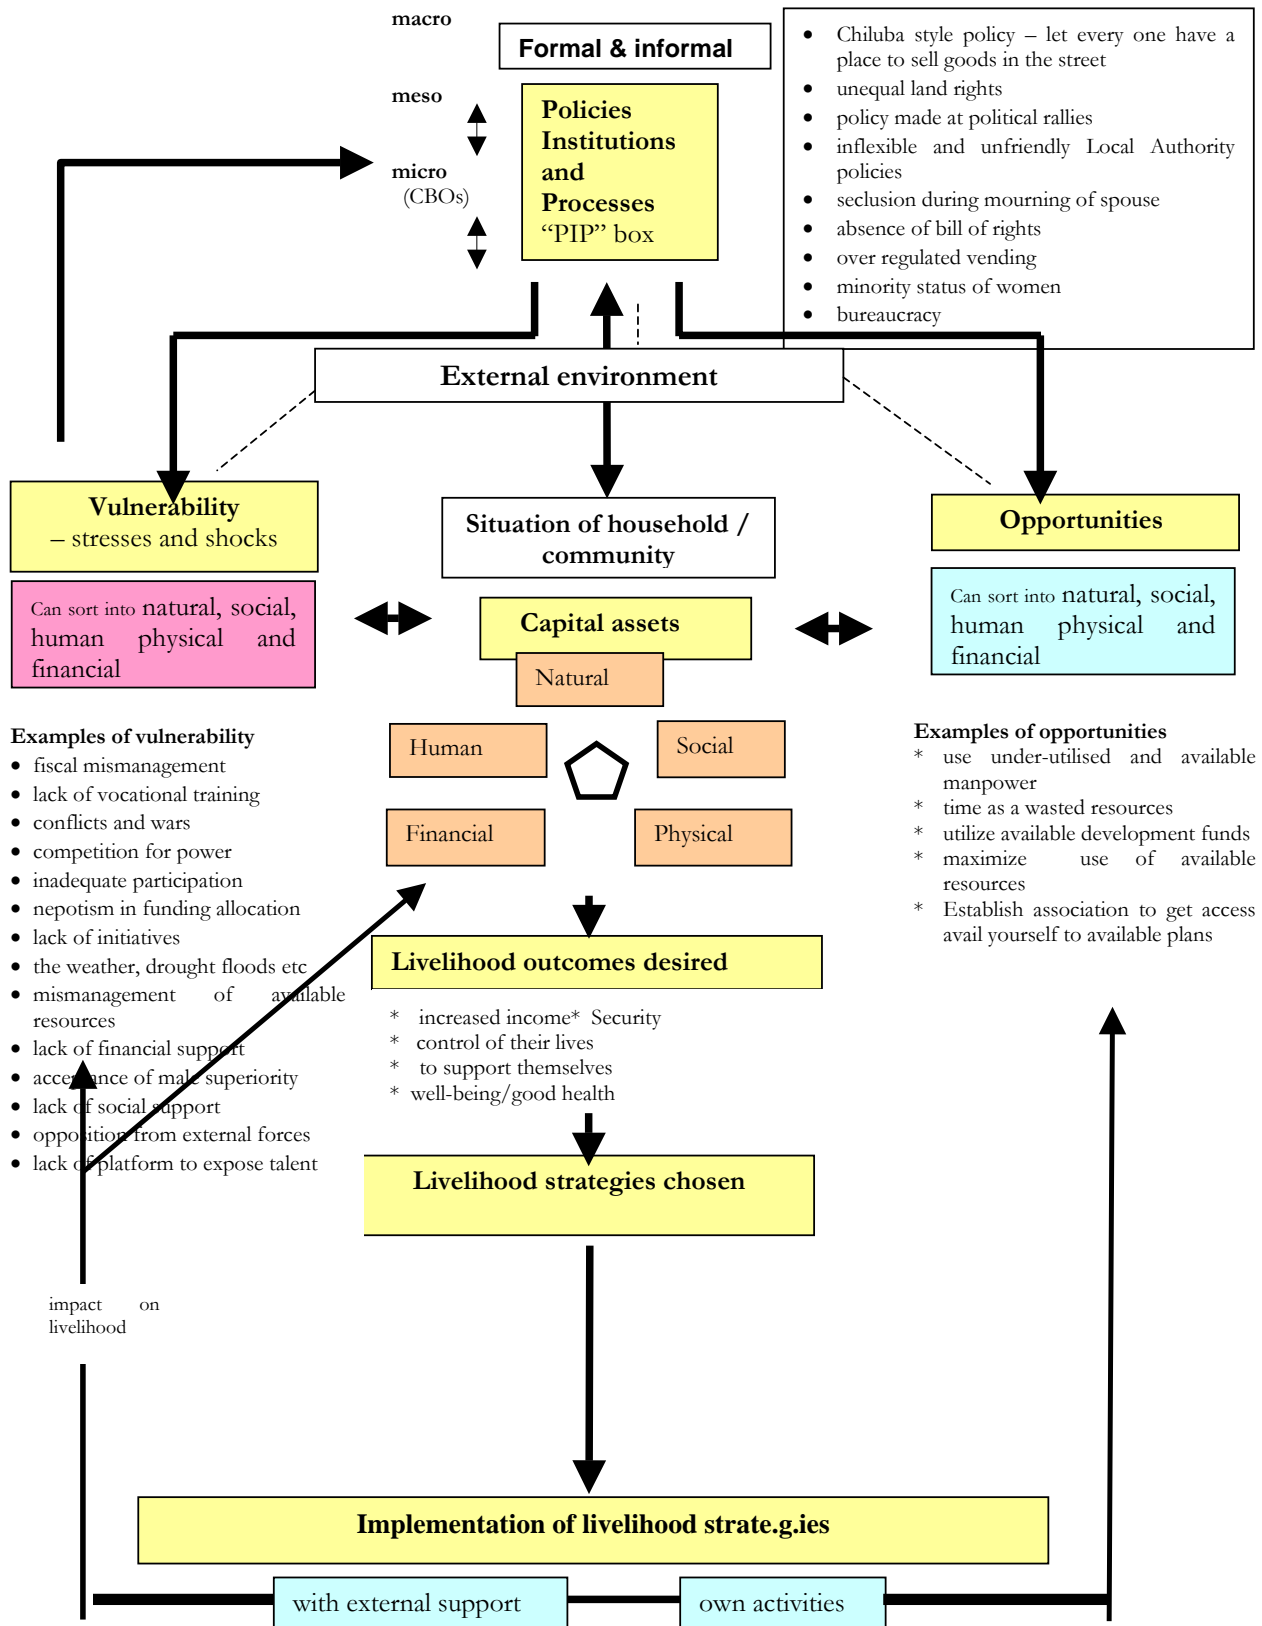 macro
Formal & informal
meso
micro
(CBOs)
Policies
Institutions
and
Processes
“PIP” box
• Chiluba style policy – let every one have a
place to sell goods in the street
• unequal land rights
• policy made at political rallies
• inflexible and unfriendly Local Authority
policies
• seclusion during mourning of spouse
• absence of bill of rights
• over regulated vending
• minority status of women
• bureaucracy
External environment
Vulnerability
– stresses and shocks
Can sort into natural, social,
human physical and
financial
Situation of household /
community
Capital assets
Natural
Human
Social
Financial
Physical
Opportunities
Can sort into natural, social,
human physical and
financial
Examples of vulnerability
• fiscal mismanagement
• lack of vocational training
• conflicts and wars
• competition for power
• inadequate participation
• nepotism in funding allocation
• lack of initiatives
• the weather, drought floods etc
• mismanagement of available
resources
• lack of financial support
• acceptance of male superiority
• lack of social support
• opposition from external forces
• lack of platform to expose talent
Examples of opportunities
* use under-utilised and available
manpower
* time as a wasted resources
* utilize available development funds
* maximize use of available
resources
* Establish association to get access
avail yourself to available plans
Livelihood outcomes desired
* increased income* Security
* control of their lives
* to support themselves
* well-being/good health
Livelihood strategies chosen
impact on
livelihood
Implementation of livelihood strate.g.ies
with external support
own activities